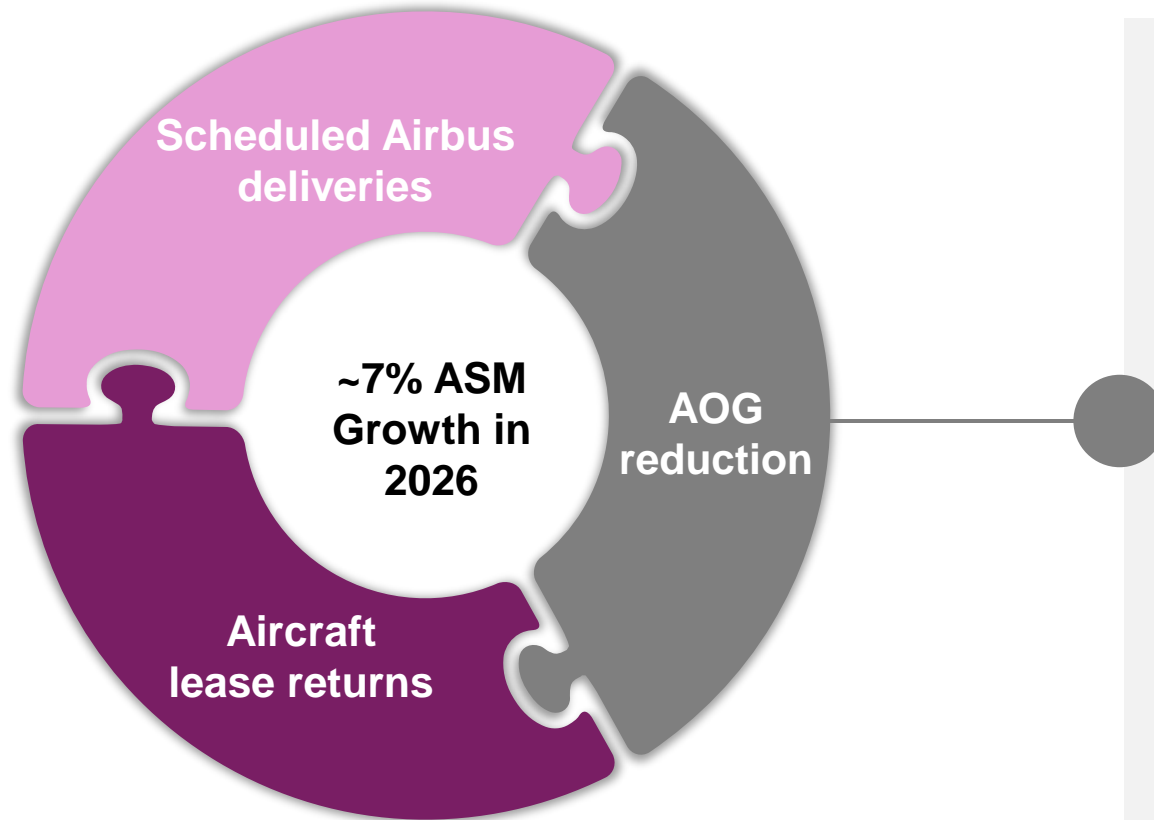 Scheduled Airbus
deliveries
~7% ASM
Growth in
2026
AOG
reduction
Aircraft
lease returns